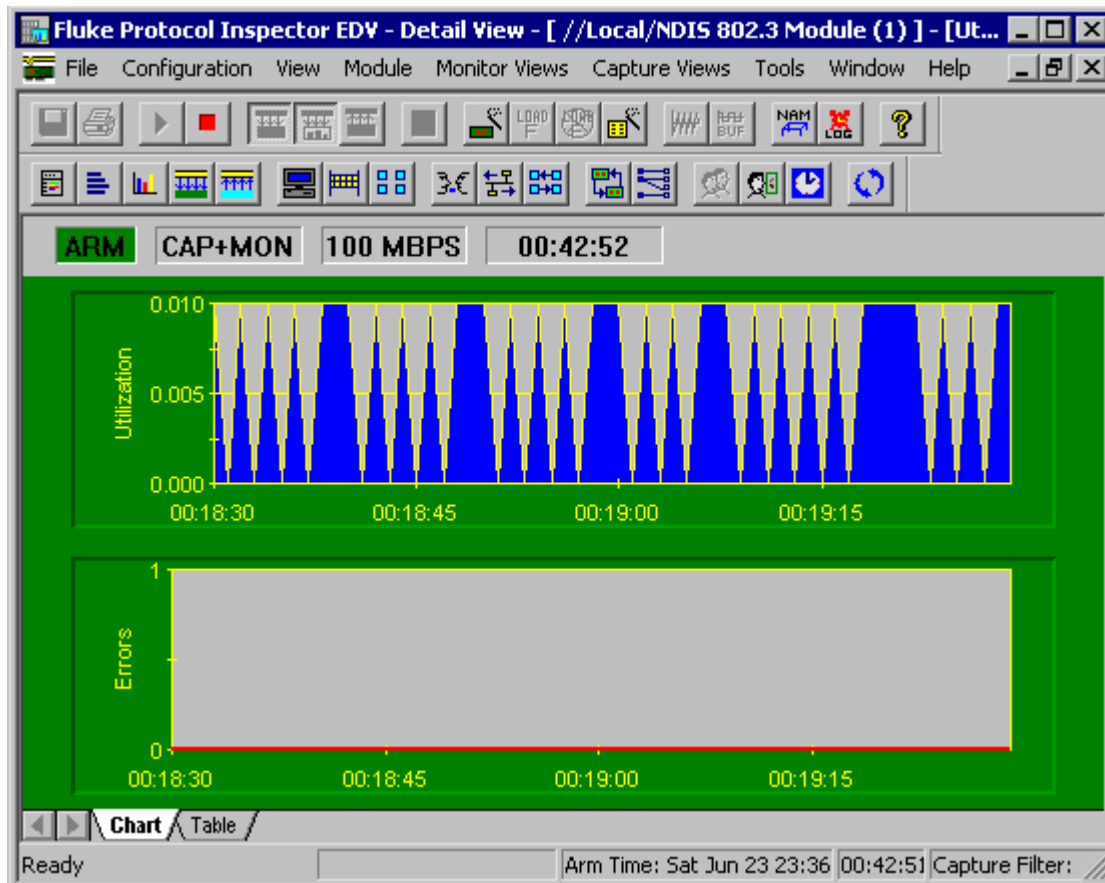 Fluke Protocol Inspector EDV - Detail View - [ //Local/NDIS 802.3 Module (1) ] - [Ut...
File Configuration View Module Monitor Views Capture Views Tools Window Help
LOAD
F
BUF
NAM
LOG
ARM CAP+MON 100 MBPS 00:42:52
0.010
Utilization
0.005
0.000
00:18:30 00:18:45 00:19:00 00:19:15
1
Errors
0
00:18:30 00:18:45 00:19:00 00:19:15
Chart Table
Ready Arm Time: Sat Jun 23 23:36 00:42:51 Capture Filter: